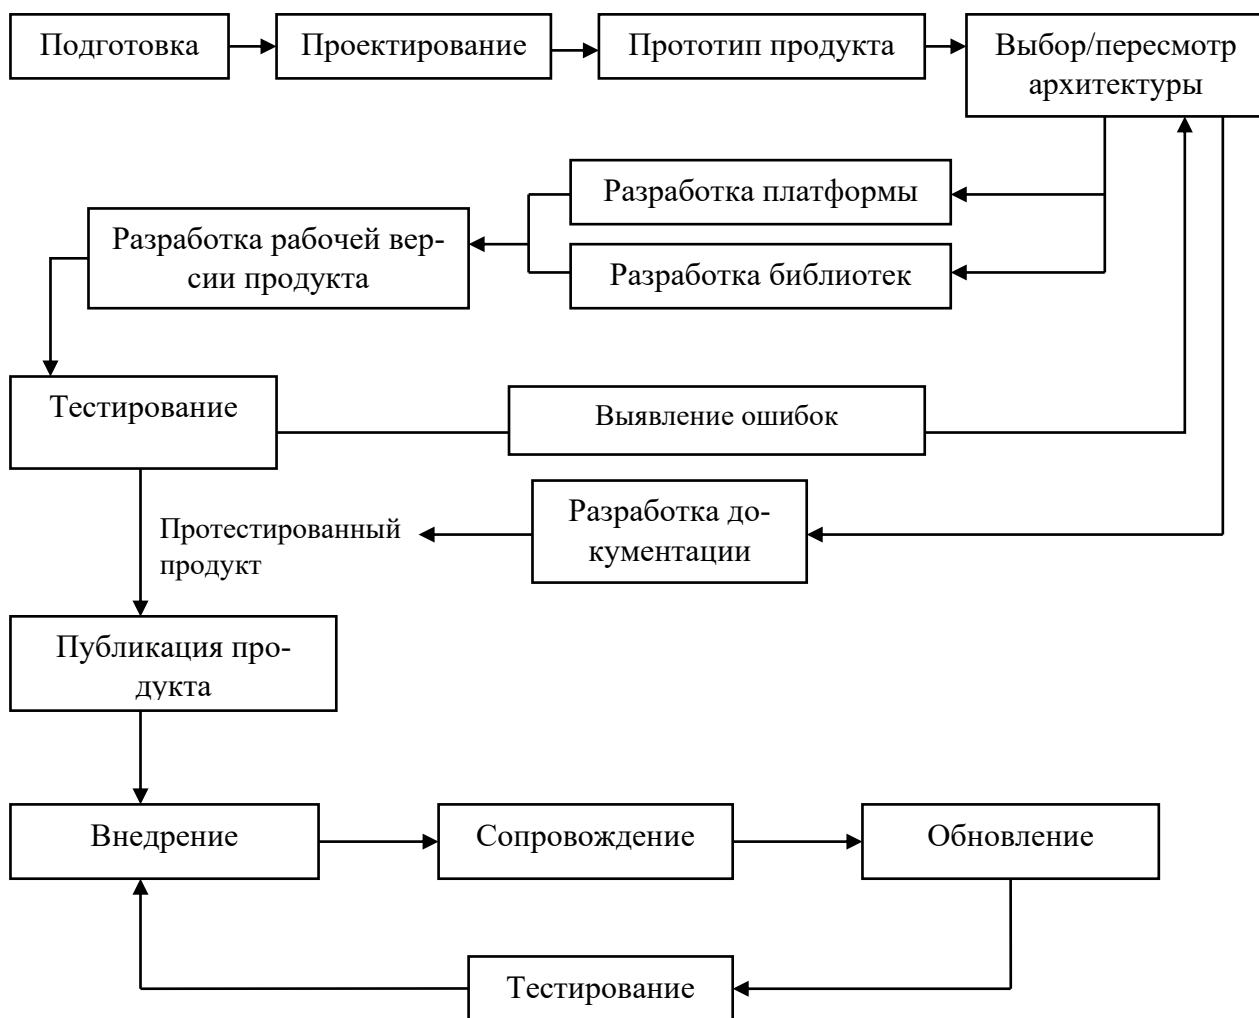 Подготовка
Проектирование
Прототип продукта
Выбор/пересмотр
архитектуры
Разработка платформы
Разработка рабочей вер-
сии продукта
Разработка библиотек
Тестирование
Выявление ошибок
Разработка до-
кументации
Протестированный
продукт
Публикация про-
дукта
Внедрение
Сопровождение
Обновление
Тестирование